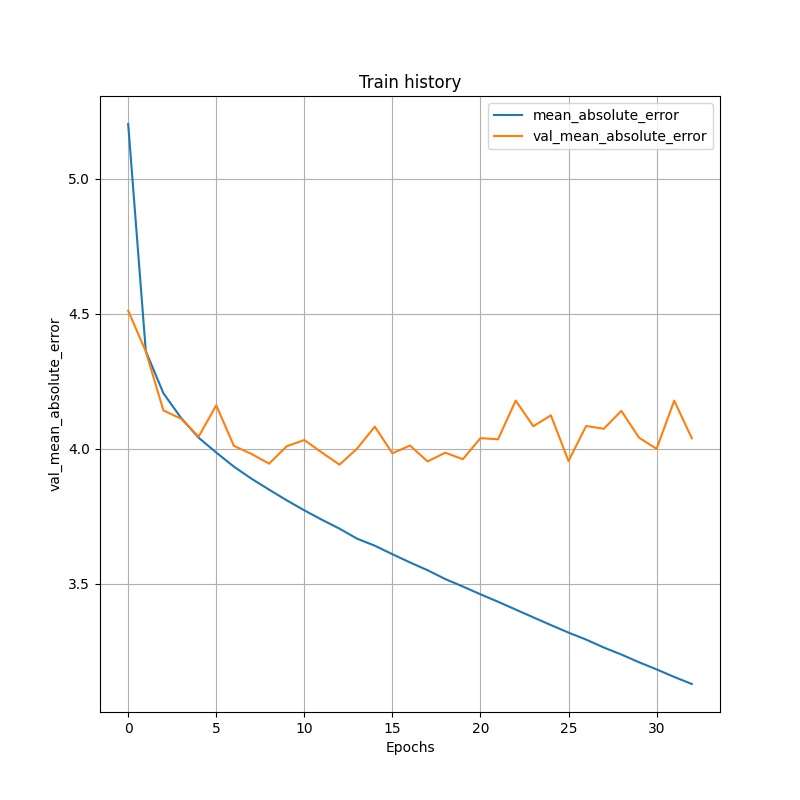 Train history
mean_absolute_error
val_mean_absolute_error
5.0
4.5
4.0
3.5
val_mean_absolute_error
0 5 10 15 20 25 30
Epochs